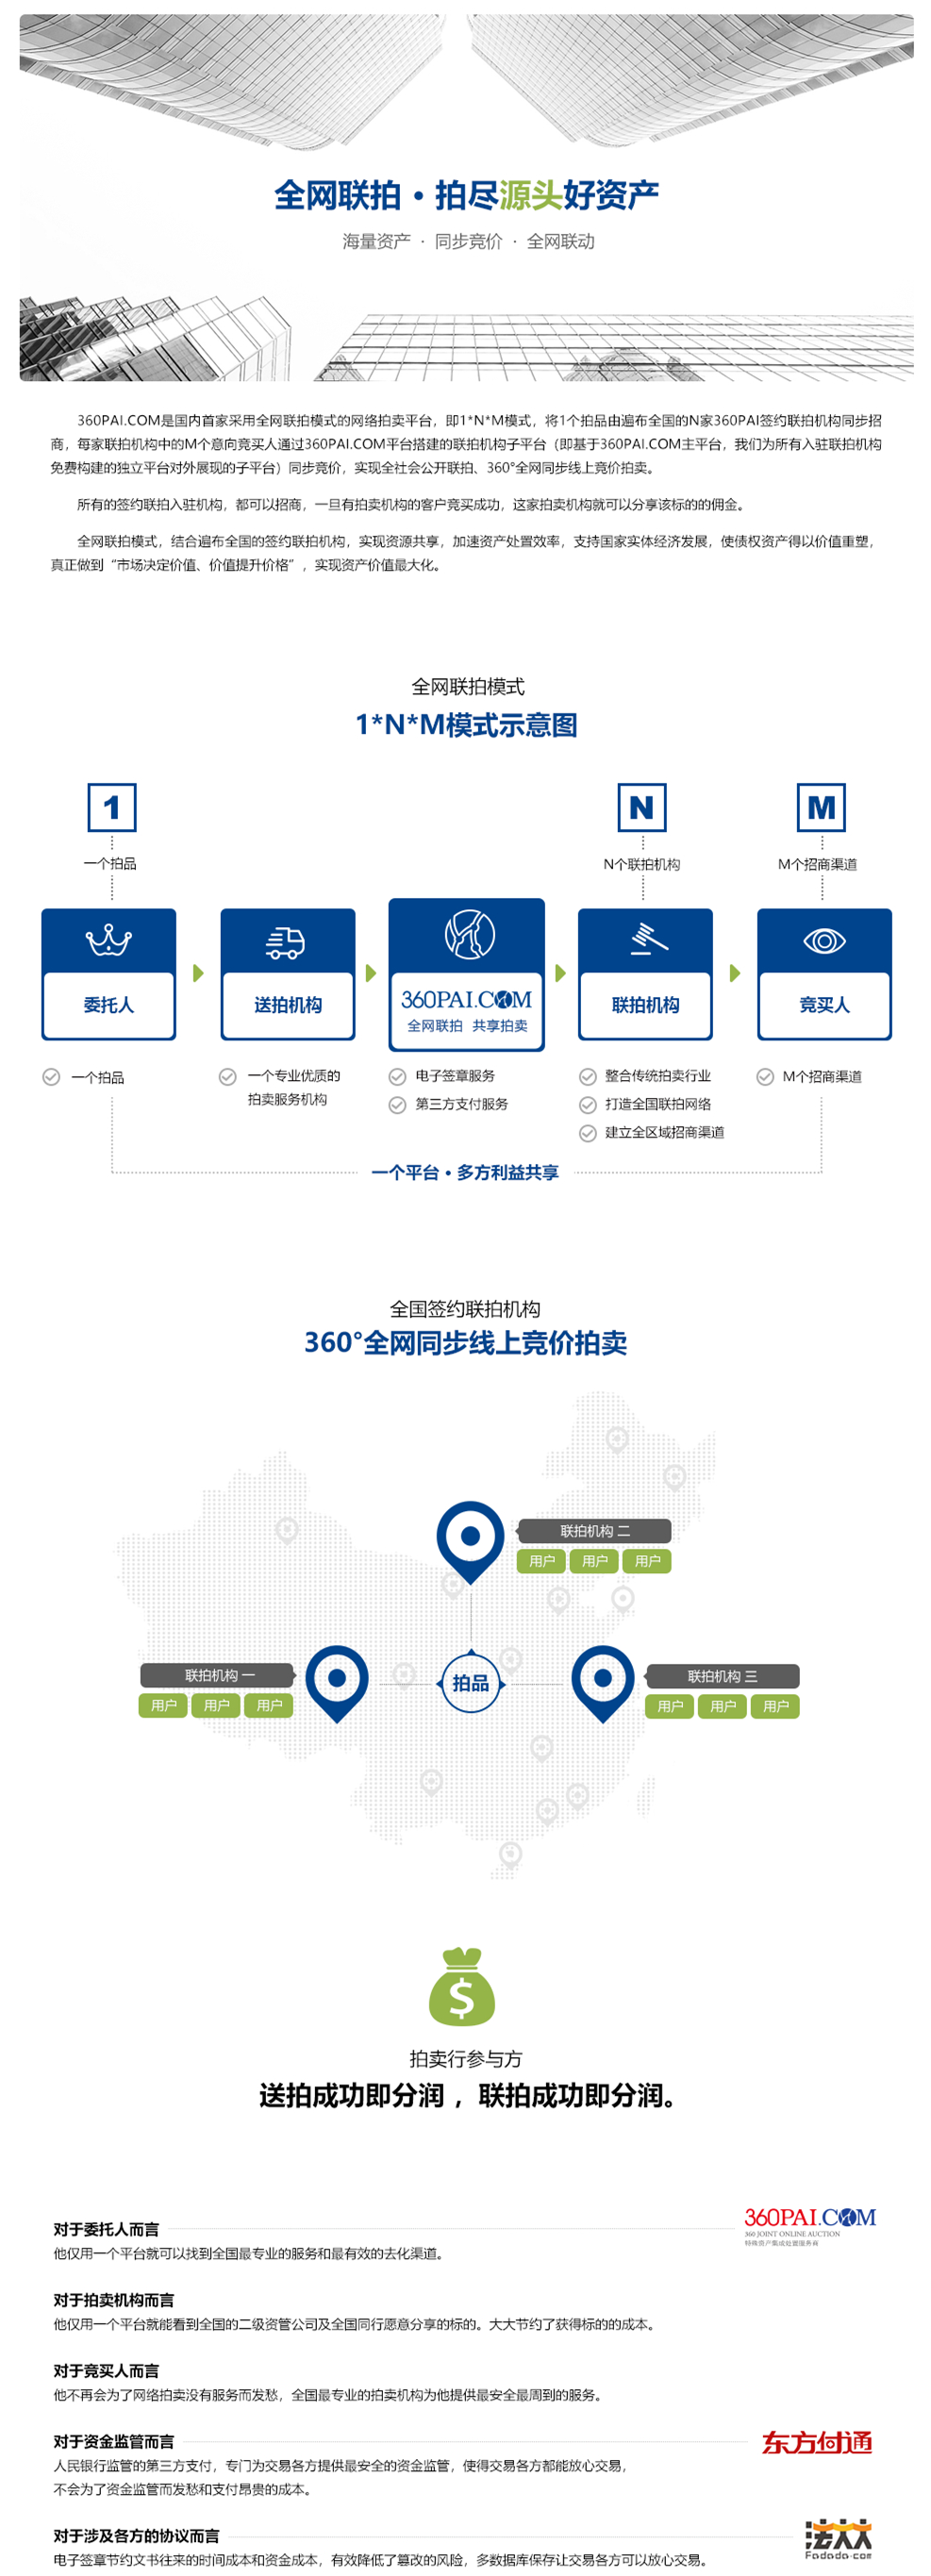 全网联拍·拍尽源头好资产
海量资产 · 同步竞价 · 全网联动
360PAI.COM是国内首家采用全网联拍模式的网络拍卖平台，即1*N*M模式，将1个拍品由遍布全国的N家360PAI签约联拍机构同步招
商，每家联拍机构中的M个意向竞买人通过360PAI.COM平台搭建的联拍机构子平台（即基于360PAI.COM主平台，我们为所有入驻联拍机构
免费构建的独立平台对外展现的子平台）同步竞价，实现全社会公开联拍、360°全网同步线上竞价拍卖。
所有的签约联拍入驻机构，都可以招商，一旦有拍卖机构的客户竞买成功，这家拍卖机构就可以分享该标的的佣金。
全网联拍模式，结合遍布全国的签约联拍机构，实现资源共享，加速资产处置效率，支持国家实体经济发展，使债权资产得以价值重塑，
真正做到“市场决定价值、价值提升价格”，实现资产价值最大化。
全网联拍模式
1*N*M模式示意图
1 N M
一个拍品 N个联拍机构 M个招商渠道
委托人 送拍机构 360PAI.COM 联拍机构 竞买人
全网联拍 共享拍卖
一个拍品 一个专业优质的 电子签章服务 整合传统拍卖行业 M个招商渠道
拍卖服务机构 第三方支付服务 打造全国联拍网络
建立全区域招商渠道
一个平台·多方利益共享
全国签约联拍机构
360°全网同步线上竞价拍卖
联拍机构 二
用户 用户 用户
联拍机构 一 拍品 联拍机构 三
用户 用户 用户 用户 用户 用户
拍卖行参与方
送拍成功即分润，联拍成功即分润。
360PAI.COM
360 JOINT ONLINE AUCTION
特殊资产集成处置服务商
对于委托人而言
他仅用一个平台就可以找到全国最专业的服务和最有效的去化渠道。
对于拍卖机构而言
他仅用一个平台就能看到全国的二级资管公司及全国同行愿意分享的标的。大大节约了获得标的的成本。
对于竞买人而言
他不再会为了网络拍卖没有服务而发愁，全国最专业的拍卖机构为他提供最安全最周到的服务。
对于资金监管而言 东方付通
人民银行监管的第三方支付，专门为交易各方提供最安全的资金监管，使得交易各方都能放心交易，
不会为了资金监管而发愁和支付昂贵的成本。
对于涉及各方的协议而言 法大大
Fadada.com
电子签章节约文书往来的时间成本和资金成本，有效降低了篡改的风险，多数据库保存让交易各方可以放心交易。